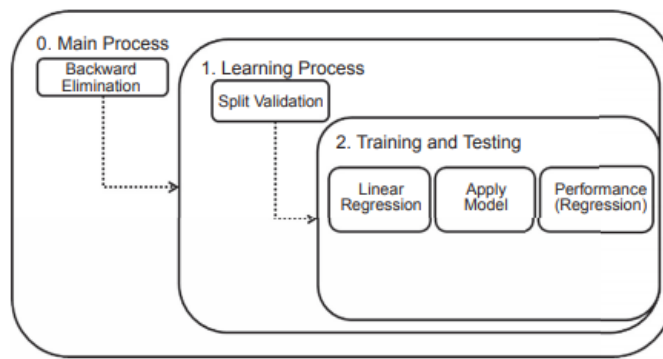 0. Main Process
Backward
Elimination
1. Learning Process
Split Validation
2. Training and Testing
Linear
Regression
Apply
Model
Performance
(Regression)